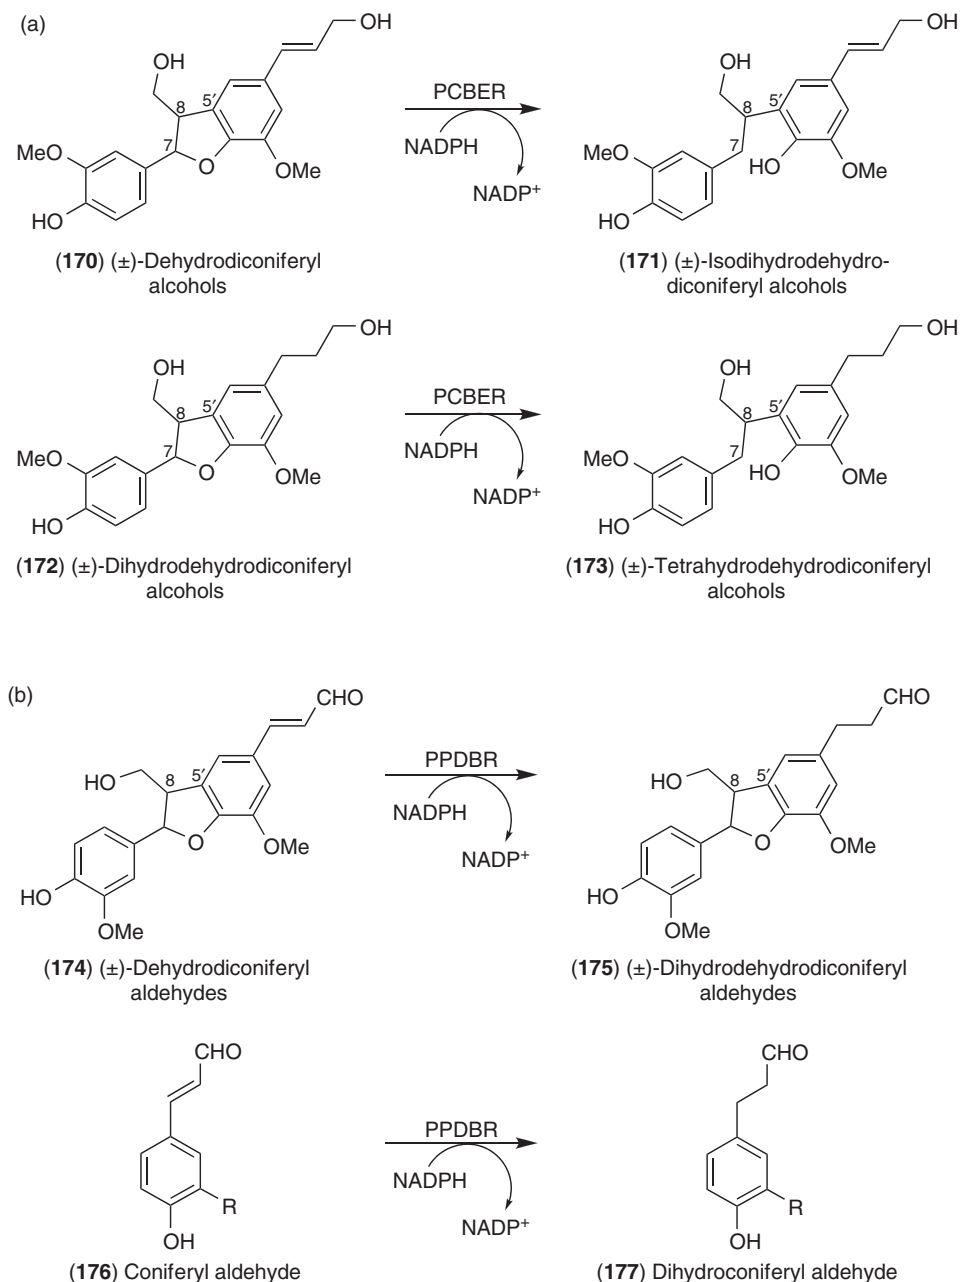 (a)
OH
OH
8
5′
7
MeO
O
OMe
HO
PCBER
NADPH
NADP+
OH
OH
8
5′
7
MeO
HO
OMe
HO
(170) (±)-Dehydrodiconiferyl
alcohols
(171) (±)-Isodihydrodehydro-
diconiferyl alcohols
OH
OH
8
5′
7
MeO
O
OMe
HO
PCBER
NADPH
NADP+
OH
OH
8
5′
7
MeO
HO
OMe
HO
(172) (±)-Dihydrodehydrodiconiferyl
alcohols
(173) (±)-Tetrahydrodehydrodiconiferyl
alcohols
(b)
CHO
HO
8
5′
O
OMe
HO
OMe
PPDBR
NADPH
NADP+
CHO
HO
8
5′
O
OMe
HO
OMe
(174) (±)-Dehydrodiconiferyl
aldehydes
(175) (±)-Dihydrodehydrodiconiferyl
aldehydes
CHO
R
OH
PPDBR
NADPH
NADP+
CHO
R
OH
(176) Coniferyl aldehyde
(177) Dihydroconiferyl aldehyde